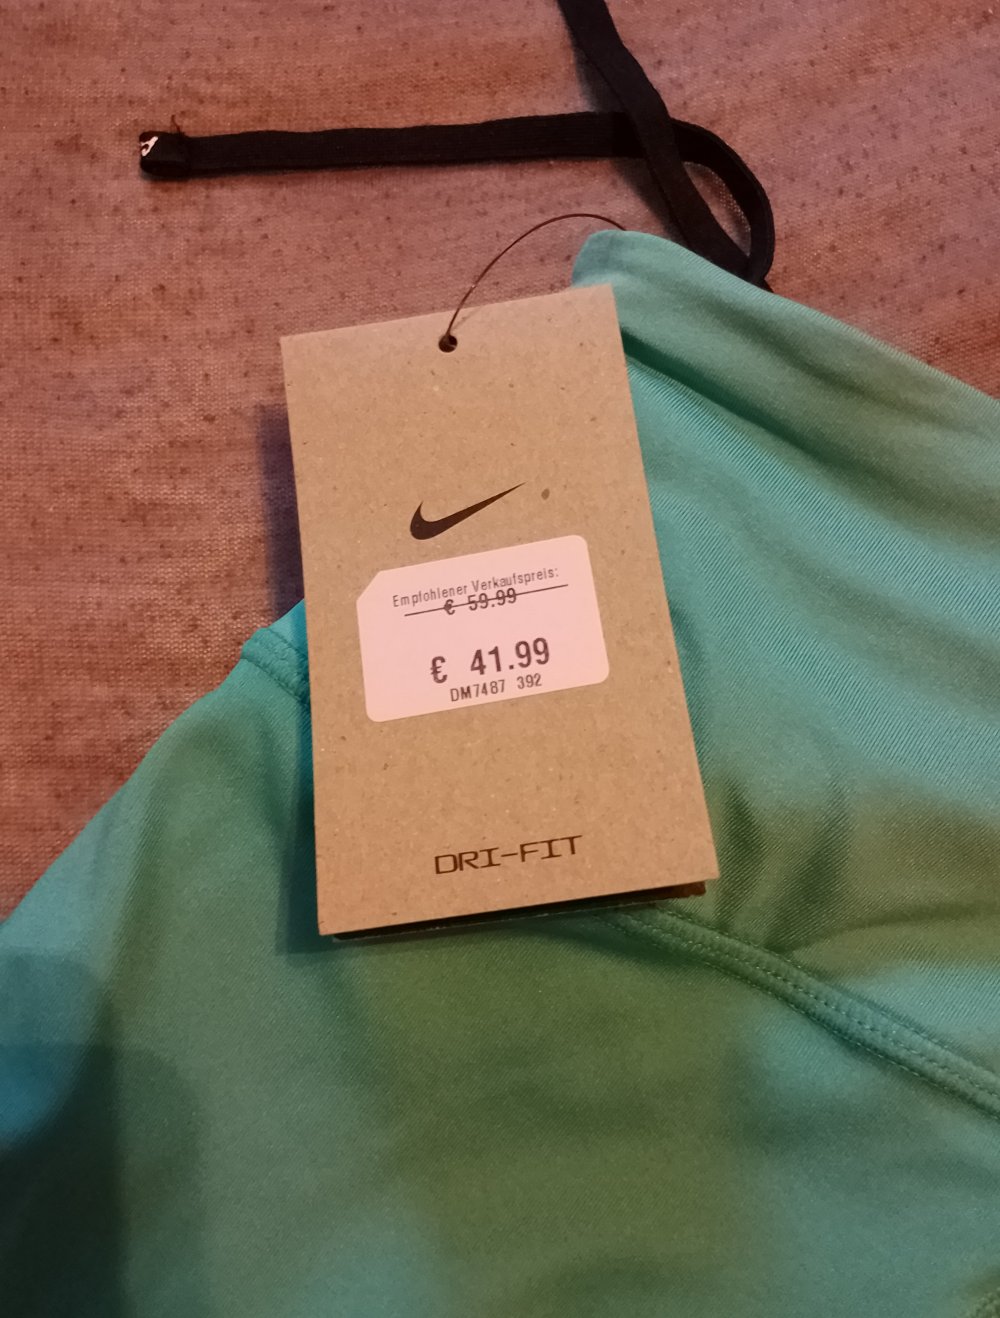 Empfohlener Verkaufspreis:
€ 59.99
€ 41.99
DM7487 392
DRI-FIT